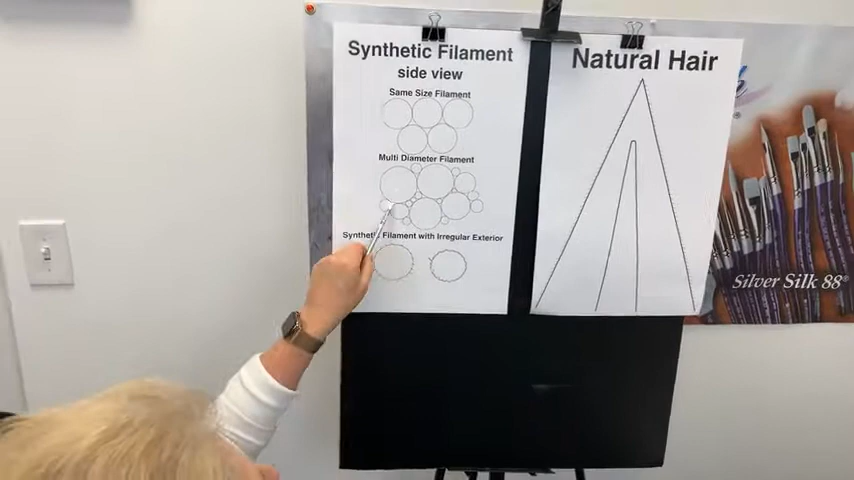 Synthetic Filament
side view
Same Size Filament
Multi Diameter Filament
Synthetic Filament with Irregular Exterior
Natural Hair
Silver Silk 88®